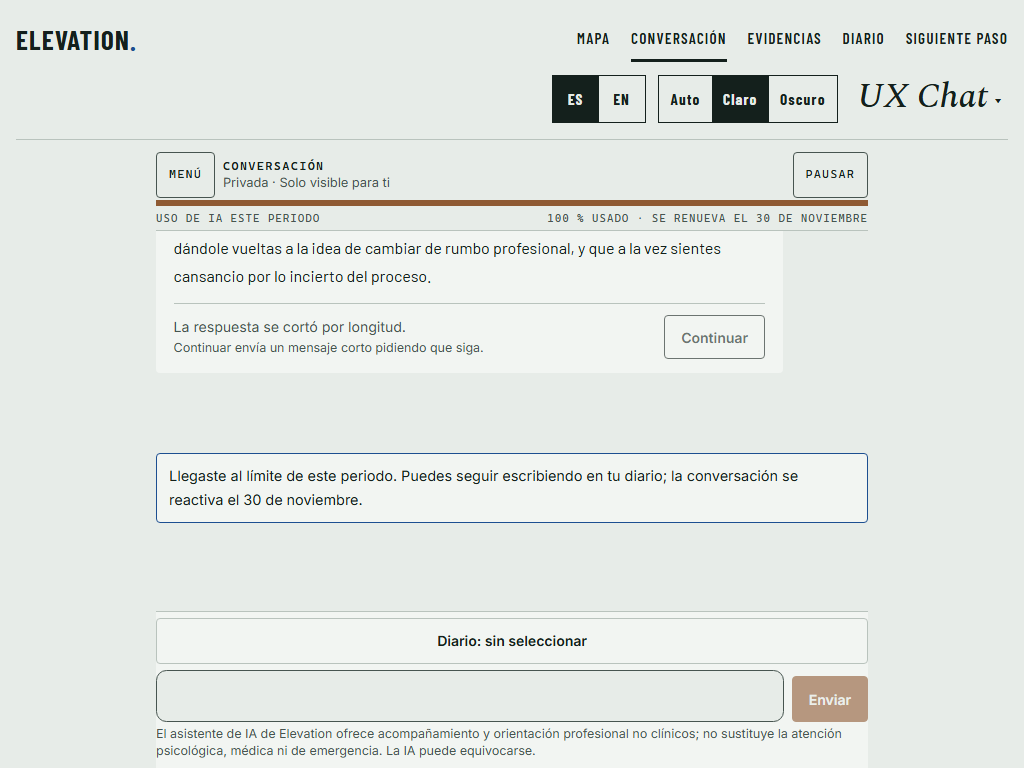 ELEVATION.
MAPA CONVERSACIÓN EVIDENCIAS DIARIO SIGUIENTE PASO
ES EN Auto Claro Oscuro UX Chat
MENÚ
CONVERSACIÓN
Privada · Solo visible para ti
PAUSAR
USO DE IA ESTE PERIODO 100 % USADO · SE RENUEVA EL 30 DE NOVIEMBRE
dándole vueltas a la idea de cambiar de rumbo profesional, y que a la vez sientes
cansancio por lo incierto del proceso.
La respuesta se cortó por longitud.
Continuar envía un mensaje corto pidiendo que siga.
Continuar
Llegaste al límite de este periodo. Puedes seguir escribiendo en tu diario; la conversación se
reactiva el 30 de noviembre.
Diario: sin seleccionar
Enviar
El asistente de IA de Elevation ofrece acompañamiento y orientación profesional no clínicos; no sustituye la atención
psicológica, médica ni de emergencia. La IA puede equivocarse.